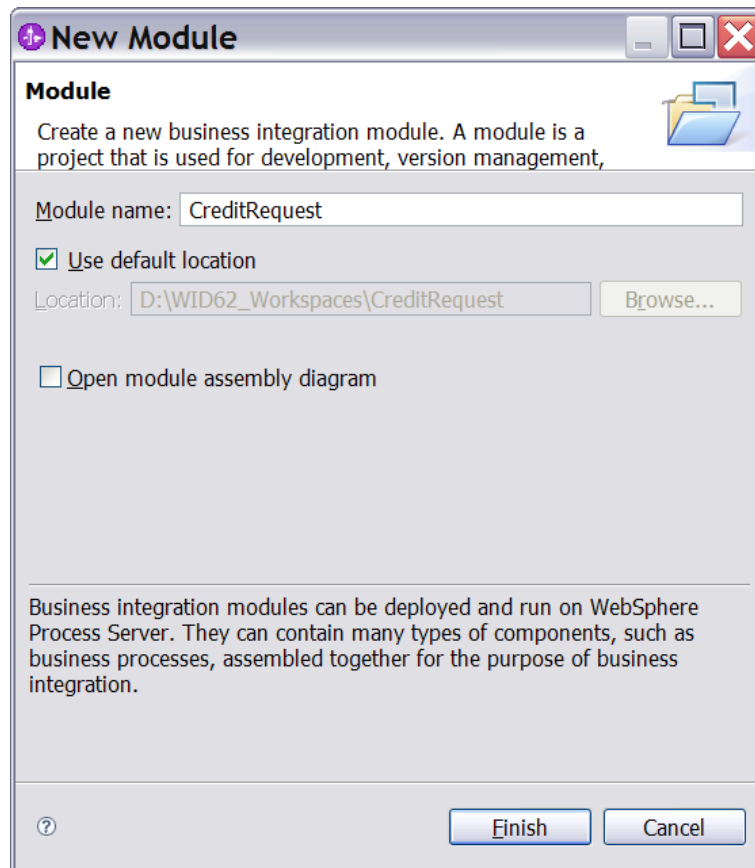 New Module
Module
Create a new business integration module. A module is a
project that is used for development, version management,
Module name: CreditRequest
Use default location
Location: D:\WID62_Workspaces\CreditRequest Browse...
Open module assembly diagram
Business integration modules can be deployed and run on WebSphere
Process Server. They can contain many types of components, such as
business processes, assembled together for the purpose of business
integration.
? Finish Cancel